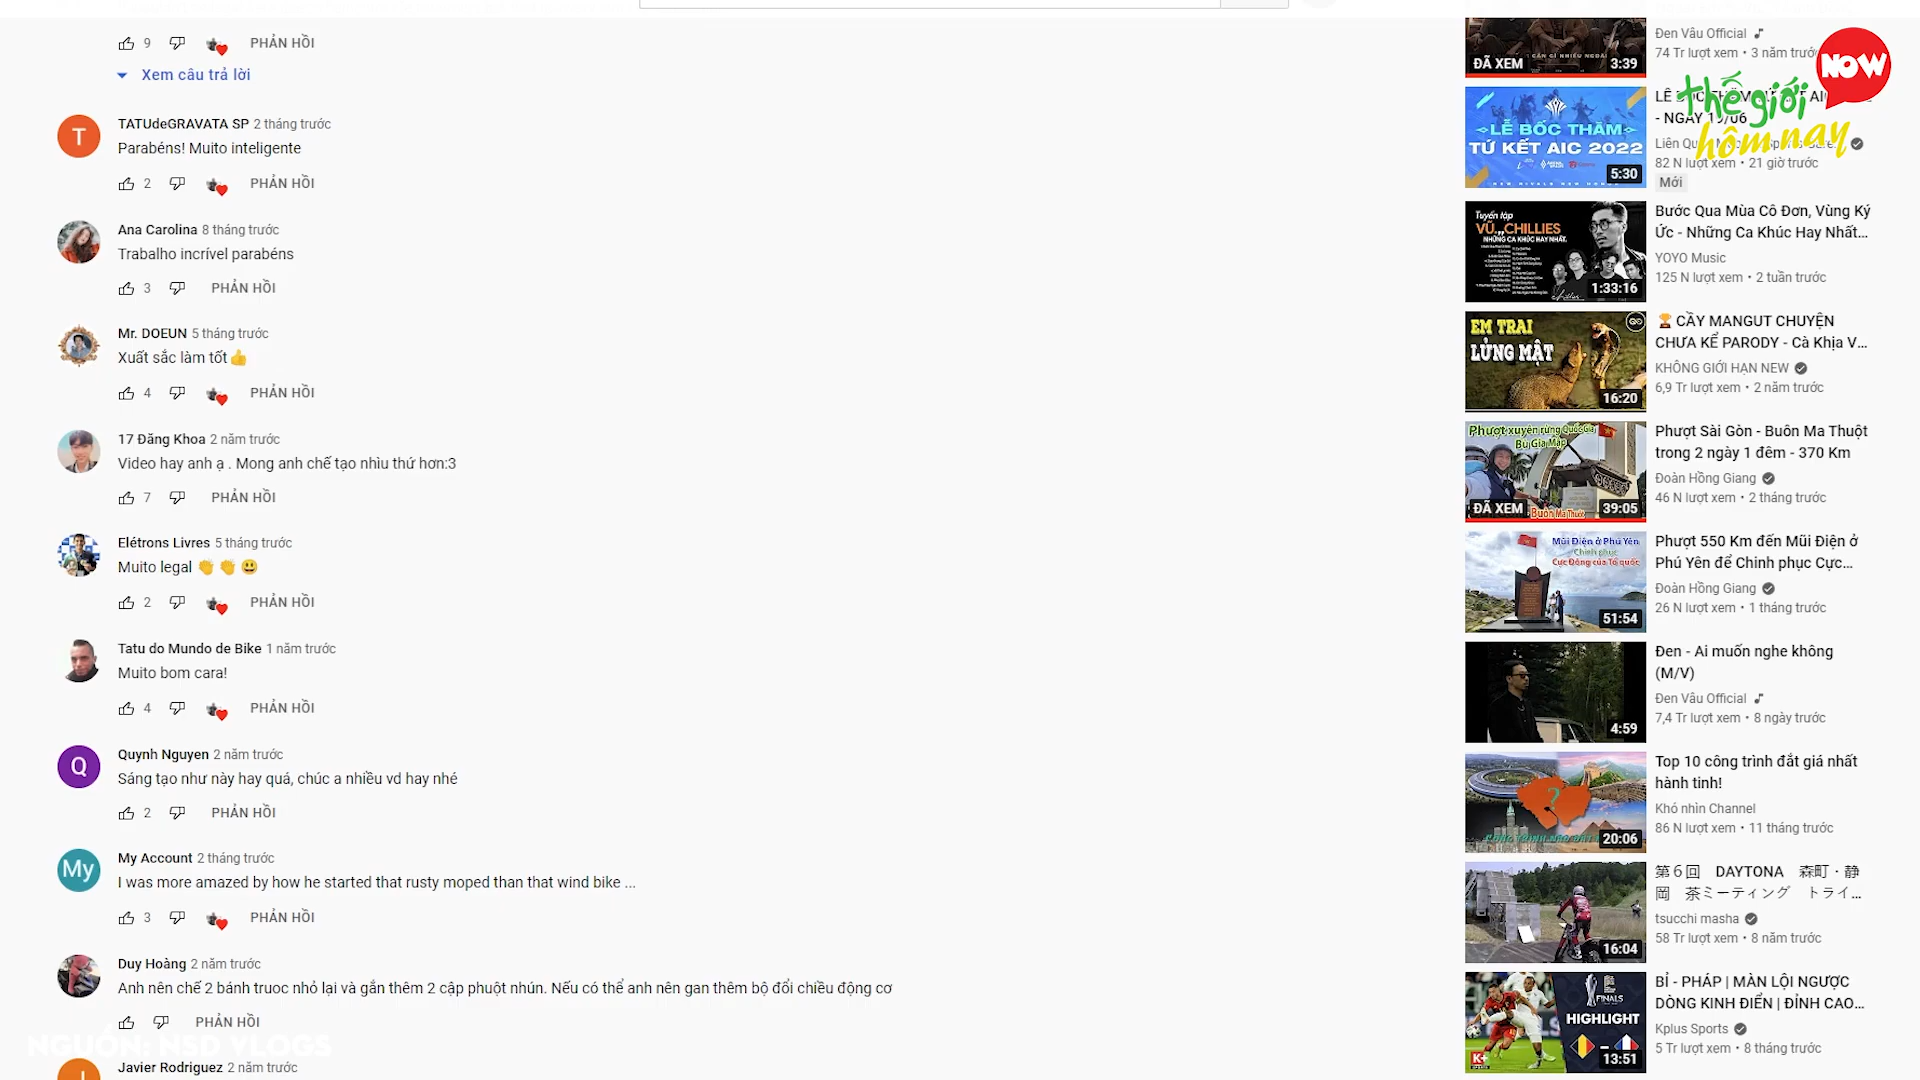 9 PHẢN HỒI
Xem câu trả lời
T
TATUdeGRAVATA SP 2 tháng trước
Parabéns! Muito inteligente
2 PHẢN HỒI
Ana Carolina 8 tháng trước
Trabalho incrível parabéns
3 PHẢN HỒI
Mr. DOEUN 5 tháng trước
Xuất sắc làm tốt👍
4 PHẢN HỒI
17 Đăng Khoa 2 năm trước
Video hay anh ạ . Mong anh chế tạo nhìu thứ hơn:3
7 PHẢN HỒI
Elétrons Livres 5 tháng trước
Muito legal 👏 👏 😃
2 PHẢN HỒI
Tatu do Mundo de Bike 1 năm trước
Muito bom cara!
4 PHẢN HỒI
Q
Quynh Nguyen 2 năm trước
Sáng tạo như này hay quá, chúc a nhiều vd hay nhé
2 PHẢN HỒI
My
My Account 2 tháng trước
I was more amazed by how he started that rusty moped than that wind bike ...
3 PHẢN HỒI
Duy Hoàng 2 năm trước
Anh nên chế 2 bánh truoc nhỏ lại và gắn thêm 2 cập phuột nhún. Nếu có thể anh nên gan thêm bộ đổi chiều động cơ
PHẢN HỒI
NGUỒN: NSD VLOGS
Javier Rodriguez 2 năm trước
ĐÃ XEM 3:39
Đen Vâu Official
74 Tr lượt xem • 3 năm trước
NOW
thế giới
hôm nay
LỄ BỐC THĂM
TỨ KẾT AIC 2022
5:30
- NGÀY 19/06
82 N lượt xem • 21 giờ trước
Mới
Tuyển tập
VŨ., CHILLIES
NHỮNG CA KHÚC HAY NHẤT
1:33:16
Bước Qua Mùa Cô Đơn, Vùng Ký
Ức - Những Ca Khúc Hay Nhất...
YOYO Music
125 N lượt xem • 2 tuần trước
EM TRAI
LỬNG MẬT
16:20
🏆 CẦY MANGUT CHUYỆN
CHƯA KỂ PARODY - Cà Khịa V...
KHÔNG GIỚI HẠN NEW
6,9 Tr lượt xem • 2 năm trước
Phượt xuyên rừng Quốc Gia
Bù Gia Mập
ĐÃ XEM Buôn Ma Thuột 39:05
Phượt Sài Gòn - Buôn Ma Thuột
trong 2 ngày 1 đêm - 370 Km
Đoàn Hồng Giang
46 N lượt xem • 2 tháng trước
Mũi Điện ở Phú Yên
Chinh phục
Cực Đông của Tổ quốc
51:54
Phượt 550 Km đến Mũi Điện ở
Phú Yên để Chinh phục Cực...
Đoàn Hồng Giang
26 N lượt xem • 1 tháng trước
4:59
Đen - Ai muốn nghe không
(M/V)
Đen Vâu Official
7,4 Tr lượt xem • 8 ngày trước
?
20:06
Top 10 công trình đắt giá nhất
hành tinh!
Khó nhìn Channel
86 N lượt xem • 11 tháng trước
16:04
第6回 DAYTONA 森町・静
岡 茶ミーティング トライ...
tsucchi masha
58 Tr lượt xem • 8 năm trước
FINALS
HIGHLIGHT
K+
13:51
BỈ - PHÁP | MÀN LỘI NGƯỢC
DÒNG KINH ĐIỂN | ĐỈNH CAO...
Kplus Sports
5 Tr lượt xem • 8 tháng trước